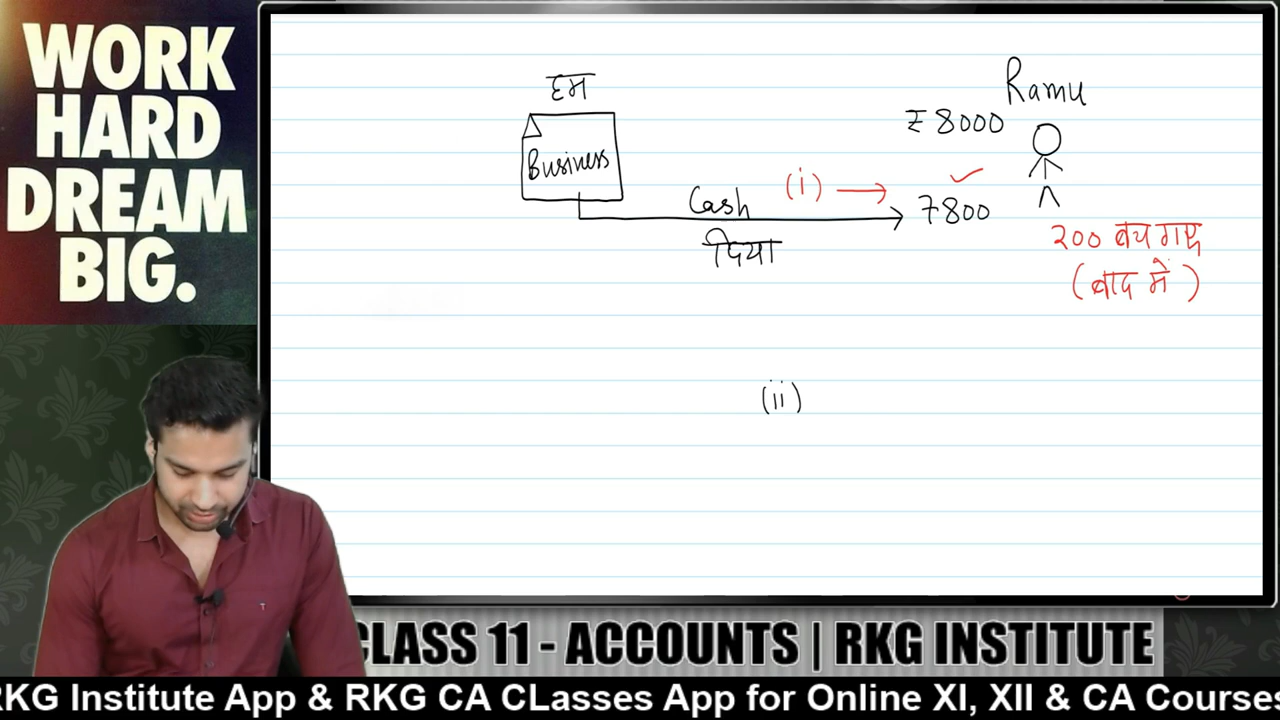 WORK
HARD
DREAM
BIG.
हम
Business
Cash
दिया
(i)
Ramu
₹8000
7800
200 बच गए
(बाद में)
(ii)
CLASS 11 - ACCOUNTS | RKG INSTITUTE
RKG Institute App & RKG CA CLasses App for Online XI, XII & CA Courses